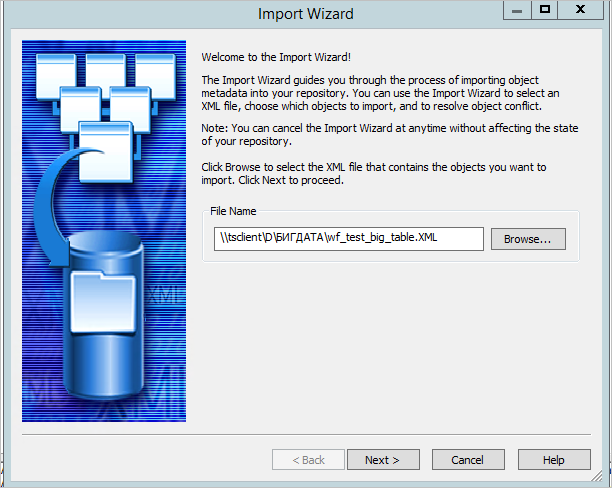 Import Wizard
Welcome to the Import Wizard!
The Import Wizard guides you through the process of importing object
metadata into your repository. You can use the Import Wizard to select an
XML file, choose which objects to import, and to resolve object conflict.
Note: You can cancel the Import Wizard at anytime without affecting the state
of your repository.
Click Browse to select the XML file that contains the objects you want to
import. Click Next to proceed.
File Name
\\tsclient\D\БИГДАТА\wf_test_big_table.XML
Browse...
XML
< Back
Next >
Cancel
Help